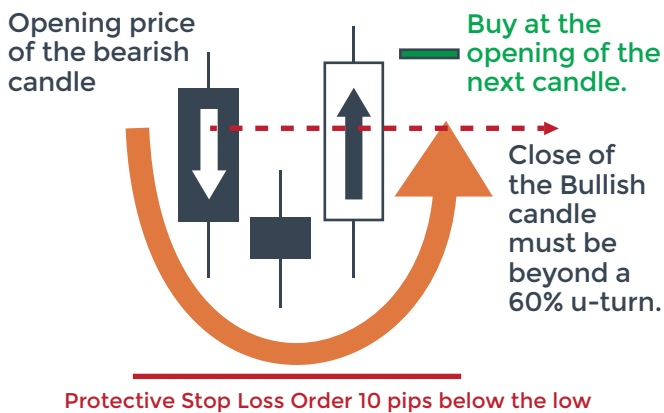 Opening price
of the bearish
candle
Buy at the
opening of the
next candle.
Close of
the Bullish
candle
must be
beyond a
60% u-turn.
Protective Stop Loss Order 10 pips below the low